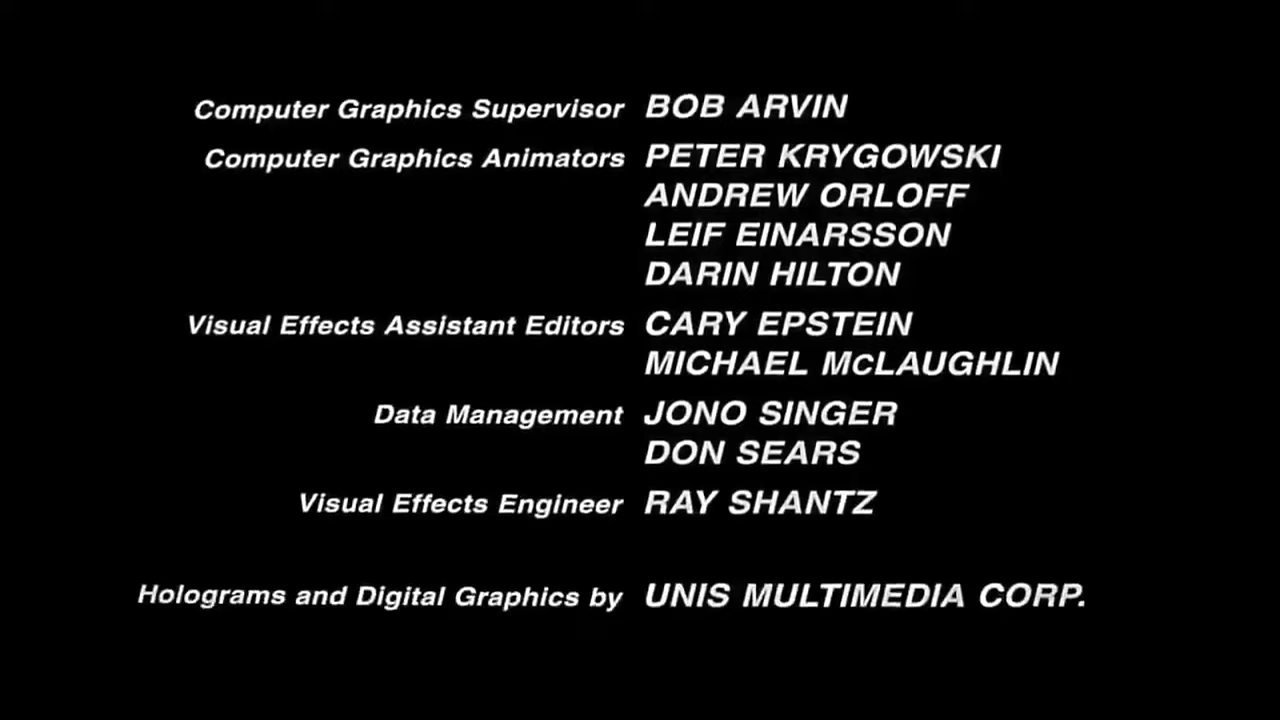 Computer Graphics Supervisor BOB ARVIN
Computer Graphics Animators PETER KRYGOWSKI
ANDREW ORLOFF
LEIF EINARSSON
DARIN HILTON
Visual Effects Assistant Editors CARY EPSTEIN
MICHAEL McLAUGHLIN
Data Management JONO SINGER
DON SEARS
Visual Effects Engineer RAY SHANTZ
Holograms and Digital Graphics by UNIS MULTIMEDIA CORP.